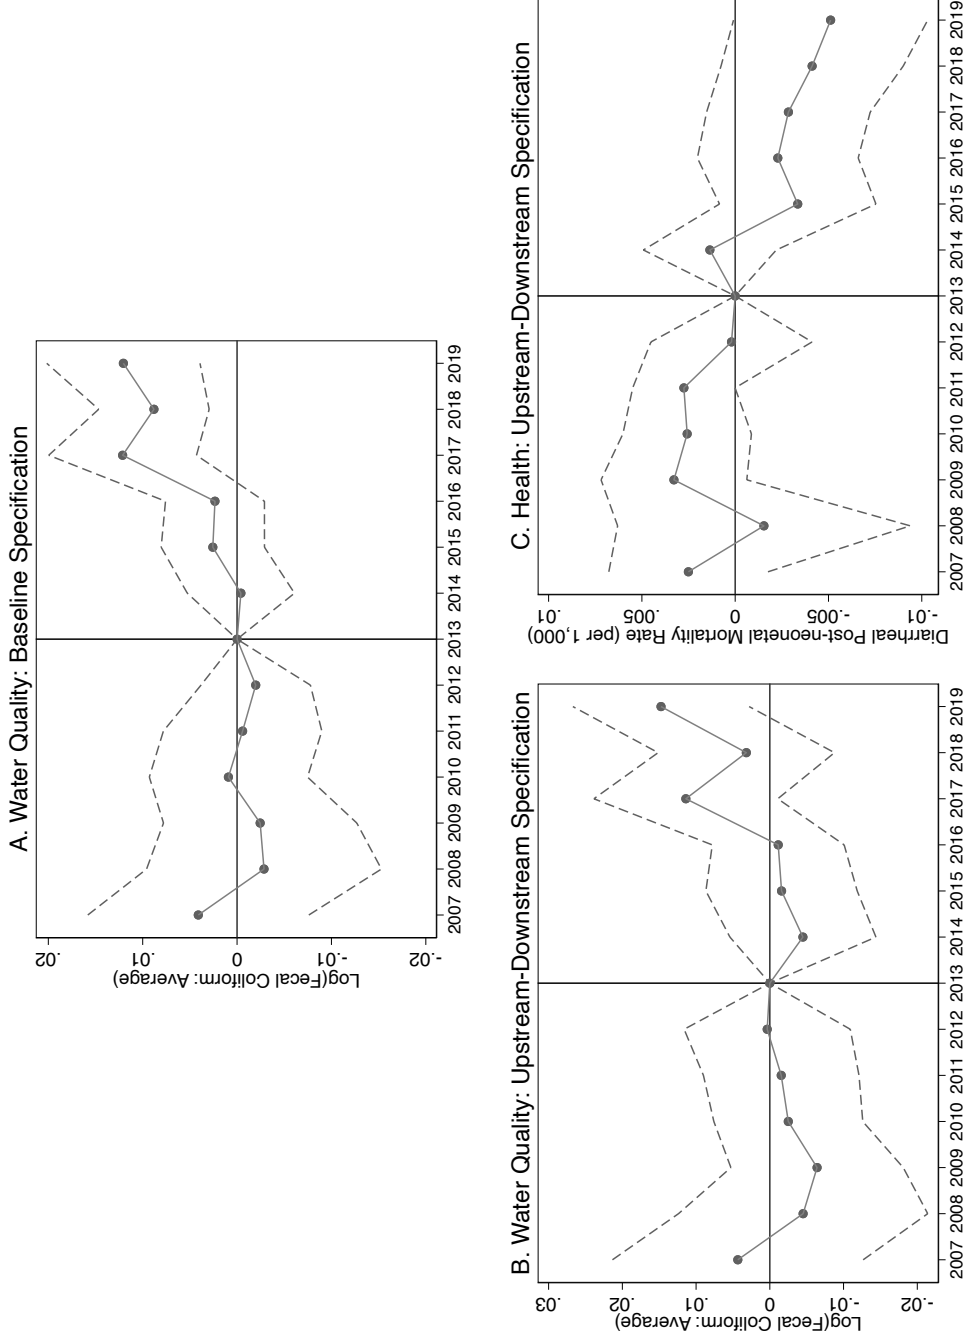 A. Water Quality: Baseline Specification
Log(Fecal Coliform: Average)
.02
.01
0
-.01
-.02
2007 2008 2009 2010 2011 2012 2013 2014 2015 2016 2017 2018 2019
B. Water Quality: Upstream-Downstream Specification
Log(Fecal Coliform: Average)
.03
.02
.01
0
-.01
-.02
2007 2008 2009 2010 2011 2012 2013 2014 2015 2016 2017 2018 2019
C. Health: Upstream-Downstream Specification
Diarrheal Post-neonetal Mortality Rate (per 1,000)
.01
.005
0
-.005
-.01
2007 2008 2009 2010 2011 2012 2013 2014 2015 2016 2017 2018 2019